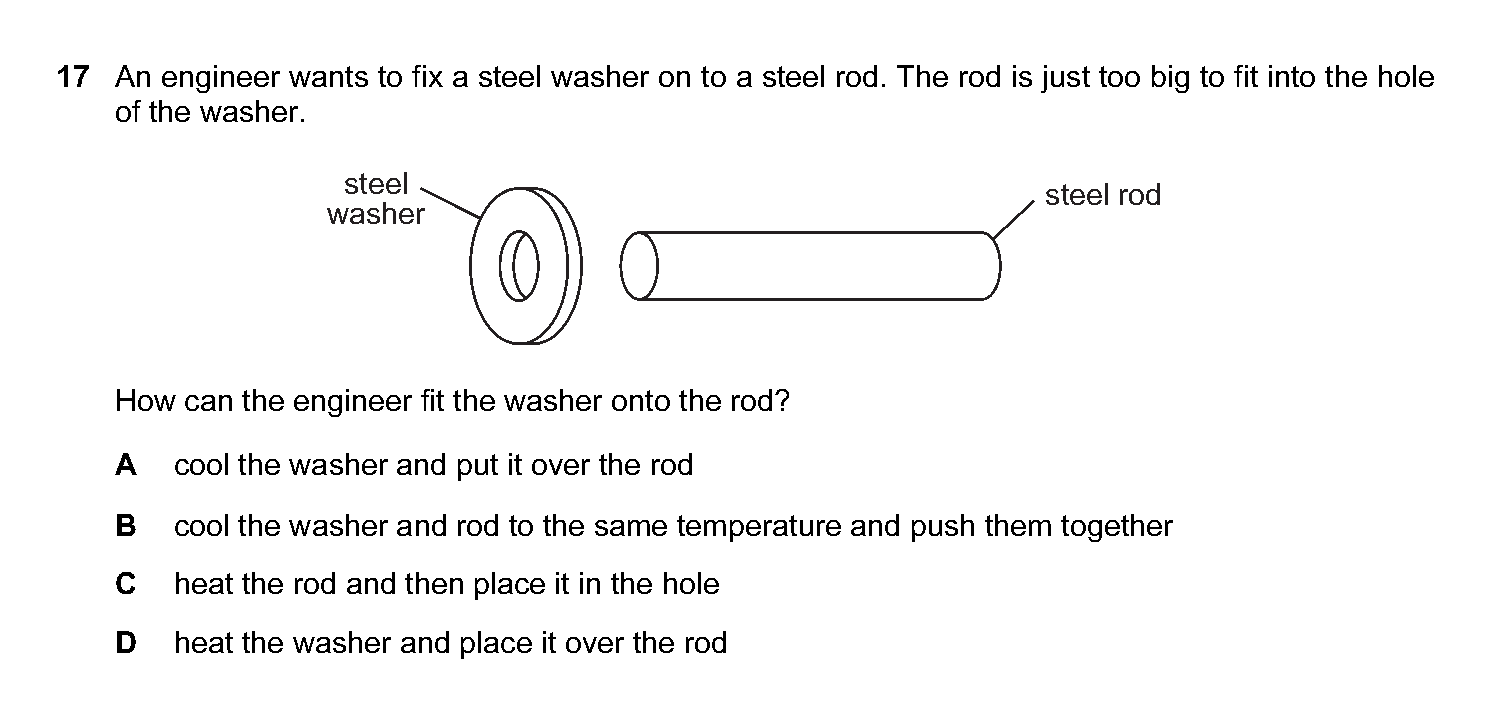 17 An engineer wants to fix a steel washer on to a steel rod. The rod is just too big to fit into the hole
of the washer.
steel
washer
steel rod
How can the engineer fit the washer onto the rod?
A cool the washer and put it over the rod
B cool the washer and rod to the same temperature and push them together
C heat the rod and then place it in the hole
D heat the washer and place it over the rod